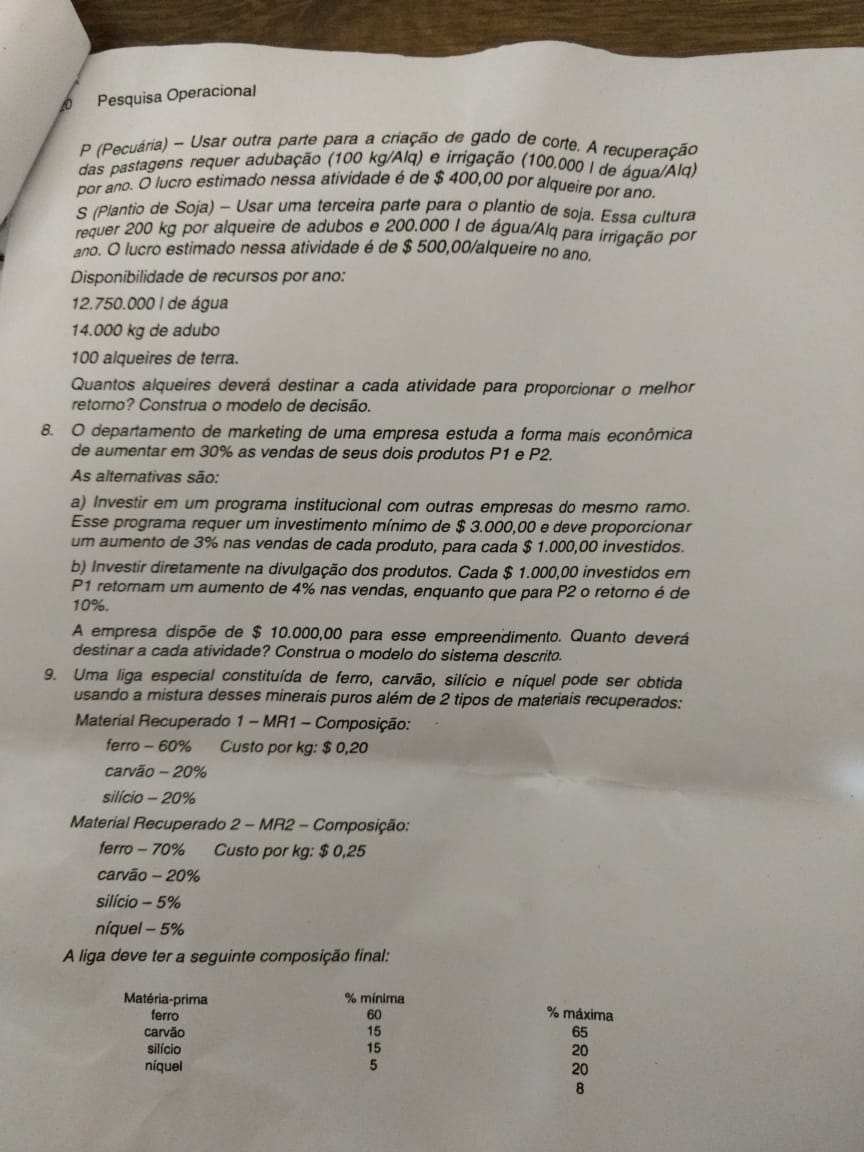 20 Pesquisa Operacional
P (Pecuária) – Usar outra parte para a criação de gado de corte. A recuperação
das pastagens requer adubação (100 kg/Alq) e irrigação (100.000 l de água/Alq)
por ano. O lucro estimado nessa atividade é de $ 400,00 por alqueire por ano.
S (Plantio de Soja) – Usar uma terceira parte para o plantio de soja. Essa cultura
requer 200 kg por alqueire de adubos e 200.000 l de água/Alq para irrigação por
ano. O lucro estimado nessa atividade é de $ 500,00/alqueire no ano.
Disponibilidade de recursos por ano:
12.750.000 l de água
14.000 kg de adubo
100 alqueires de terra.
Quantos alqueires deverá destinar a cada atividade para proporcionar o melhor
retorno? Construa o modelo de decisão.
8. O departamento de marketing de uma empresa estuda a forma mais econômica
de aumentar em 30% as vendas de seus dois produtos P1 e P2.
As alternativas são:
a) Investir em um programa institucional com outras empresas do mesmo ramo.
Esse programa requer um investimento mínimo de $ 3.000,00 e deve proporcionar
um aumento de 3% nas vendas de cada produto, para cada $ 1.000,00 investidos.
b) Investir diretamente na divulgação dos produtos. Cada $ 1.000,00 investidos em
P1 retornam um aumento de 4% nas vendas, enquanto que para P2 o retorno é de
10%.
A empresa dispõe de $ 10.000,00 para esse empreendimento. Quanto deverá
destinar a cada atividade? Construa o modelo do sistema descrito.
9. Uma liga especial constituída de ferro, carvão, silício e níquel pode ser obtida
usando a mistura desses minerais puros além de 2 tipos de materiais recuperados:
Material Recuperado 1 – MR1 – Composição:
ferro – 60% Custo por kg: $ 0,20
carvão – 20%
silício – 20%
Material Recuperado 2 – MR2 – Composição:
ferro – 70% Custo por kg: $ 0,25
carvão – 20%
silício – 5%
níquel – 5%
A liga deve ter a seguinte composição final:
Matéria-prima % mínima % máxima
ferro 60 65
carvão 15 20
silício 15 20
níquel 5 8